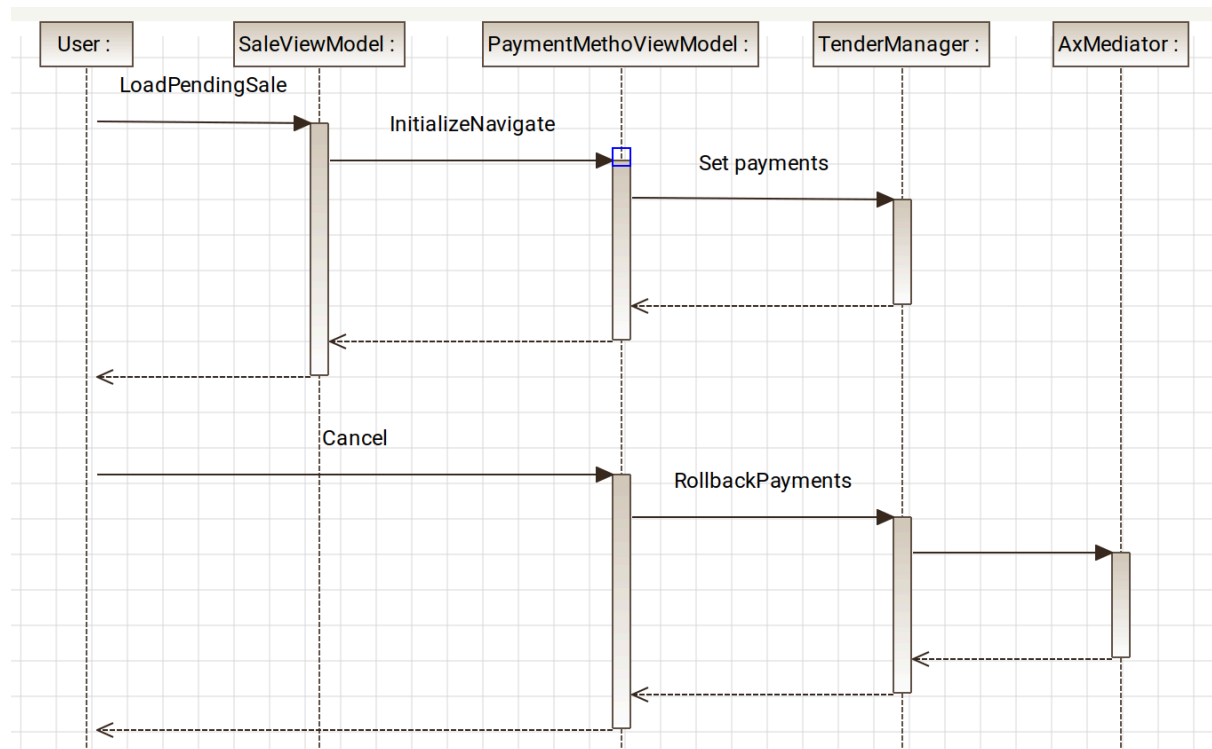 User :
SaleViewModel :
PaymentMethoViewModel :
TenderManager :
AxMediator :
LoadPendingSale
InitializeNavigate
Set payments
Cancel
RollbackPayments